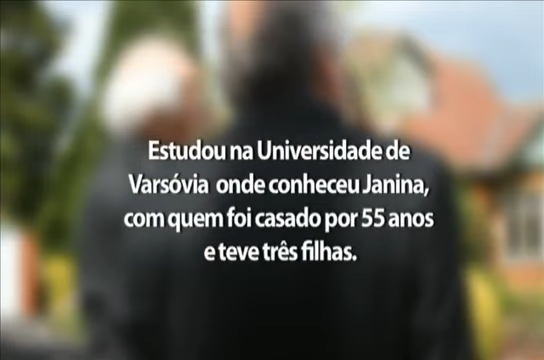 Estudou na Universidade de
Varsóvia onde conheceu Janina,
com quem foi casado por 55 anos
e teve três filhas.